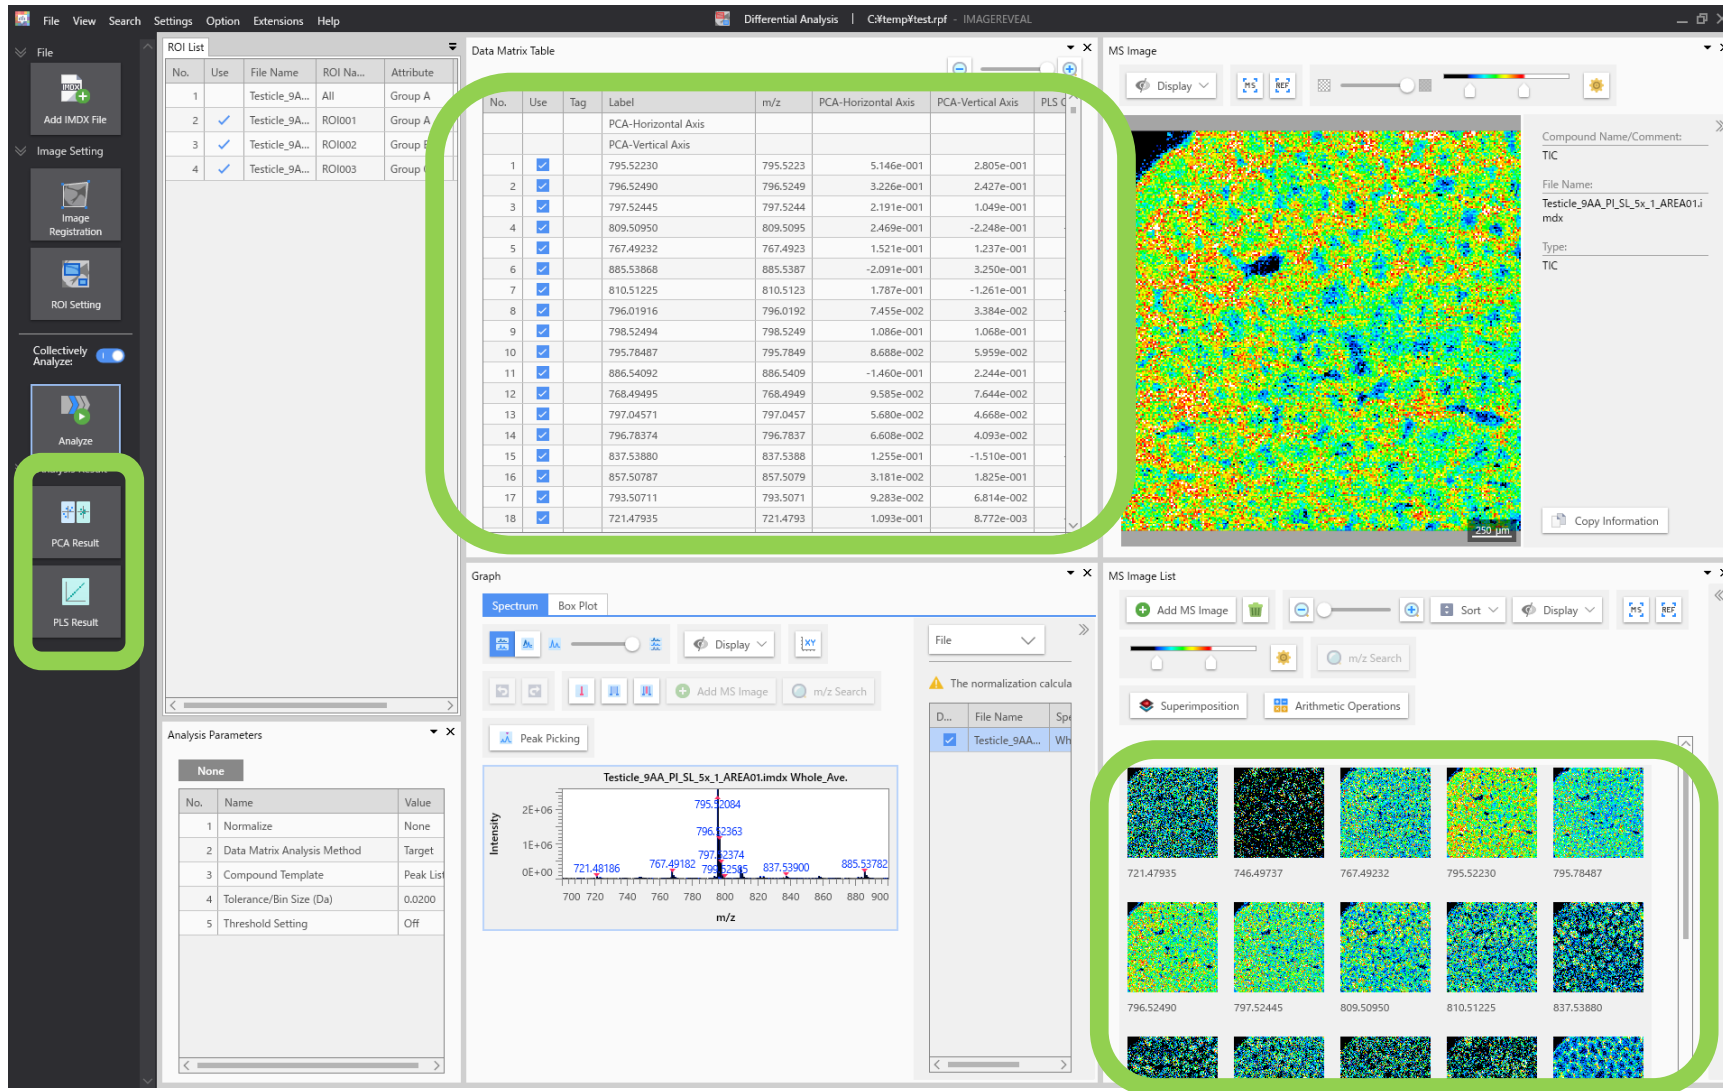 File View Search Settings Option Extensions Help
Differential Analysis | C:¥temp¥test.rpf - IMAGEREVEAL
File
Add IMDX File
Image Setting
Image
Registration
ROI Setting
Collectively
Analyze:
Analyze
PCA Result
PLS Result
ROI List
No. Use File Name ROI Na... Attribute
1 Testicle_9A... All Group A
2 Testicle_9A... ROI001 Group A
3 Testicle_9A... ROI002 Group
4 Testicle_9A... ROI003 Group
Analysis Parameters
None
No. Name Value
1 Normalize None
2 Data Matrix Analysis Method Target
3 Compound Template Peak List
4 Tolerance/Bin Size (Da) 0.0200
5 Threshold Setting Off
Data Matrix Table
No. Use Tag Label m/z PCA-Horizontal Axis PCA-Vertical Axis PLS
PCA-Horizontal Axis
PCA-Vertical Axis
1 795.52230 795.5223 5.146e-001 2.805e-001
2 796.52490 796.5249 3.226e-001 2.427e-001
3 797.52445 797.5244 2.191e-001 1.049e-001
4 809.50950 809.5095 2.469e-001 -2.248e-001
5 767.49232 767.4923 1.521e-001 1.237e-001
6 885.53868 885.5387 -2.091e-001 3.250e-001
7 810.51225 810.5123 1.787e-001 -1.261e-001
8 796.01916 796.0192 7.455e-002 3.384e-002
9 798.52494 798.5249 1.086e-001 1.068e-001
10 795.78487 795.7849 8.688e-002 5.959e-002
11 886.54092 886.5409 -1.460e-001 2.244e-001
12 768.49495 768.4949 9.585e-002 7.644e-002
13 797.04571 797.0457 5.680e-002 4.668e-002
14 796.78374 796.7837 6.608e-002 4.093e-002
15 837.53880 837.5388 1.255e-001 -1.510e-001
16 857.50787 857.5079 3.181e-002 1.825e-001
17 793.50711 793.5071 9.283e-002 6.814e-002
18 721.47935 721.4793 1.093e-001 8.772e-003
Graph
Spectrum Box Plot
Display
XY
Add MS Image m/z Search
Peak Picking
File
The normalization calcula
D... File Name Spe
Testicle_9AA... Wh
Testicle_9AA_PI_SL_5x_1_AREA01.imdx Whole_Ave.
Intensity
2E+06
1E+06
0E+00
795.52084
796.52363
797.52374
721.48186 767.49182 799.52585 837.53900 885.53782
700 720 740 760 780 800 820 840 860 880 900
m/z
MS Image
Display MS REF
250 μm
Compound Name/Comment:
TIC
File Name:
Testicle_9AA_PI_SL_5x_1_AREA01.i
mdx
Type:
TIC
Copy Information
MS Image List
Add MS Image Sort Display MS REF
m/z Search
Superimposition Arithmetic Operations
721.47935 746.49737 767.49232 795.52230 795.78487
796.52490 797.52445 809.50950 810.51225 837.53880